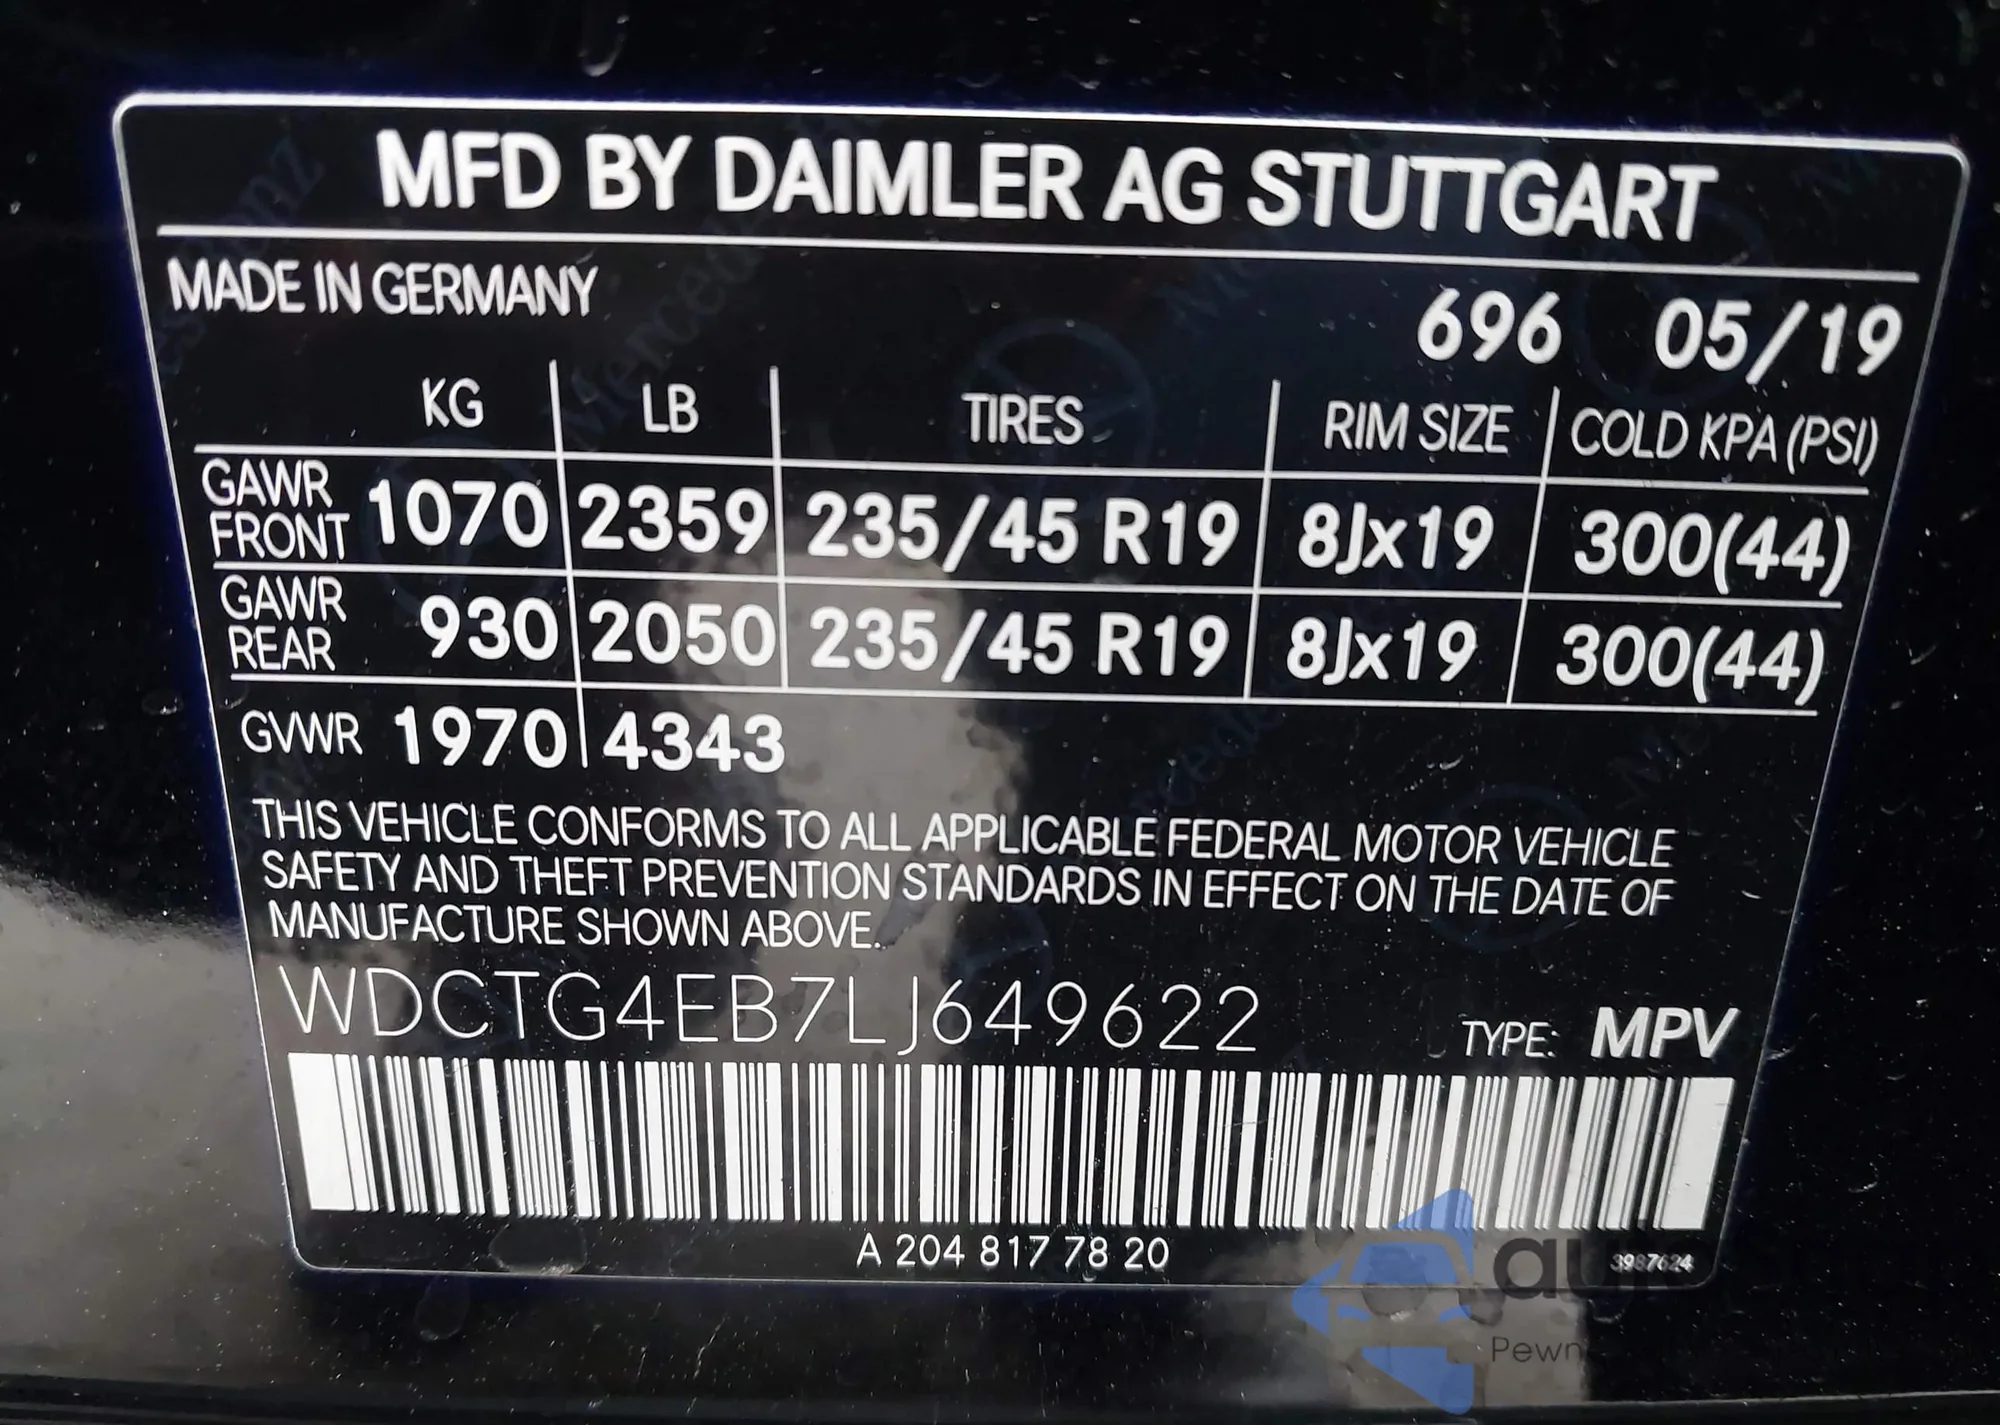 MFD BY DAIMLER AG STUTTGART
MADE IN GERMANY
696 05/19
KG LB TIRES RIM SIZE COLD KPA (PSI)
GAWR FRONT 1070 2359 235/45 R19 8Jx19 300(44)
GAWR REAR 930 2050 235/45 R19 8Jx19 300(44)
GVWR 1970 4343
THIS VEHICLE CONFORMS TO ALL APPLICABLE FEDERAL MOTOR VEHICLE
SAFETY AND THEFT PREVENTION STANDARDS IN EFFECT ON THE DATE OF
MANUFACTURE SHOWN ABOVE.
WDCTG4EB7LJ649622
TYPE: MPV
A 204 817 78 20
3987624